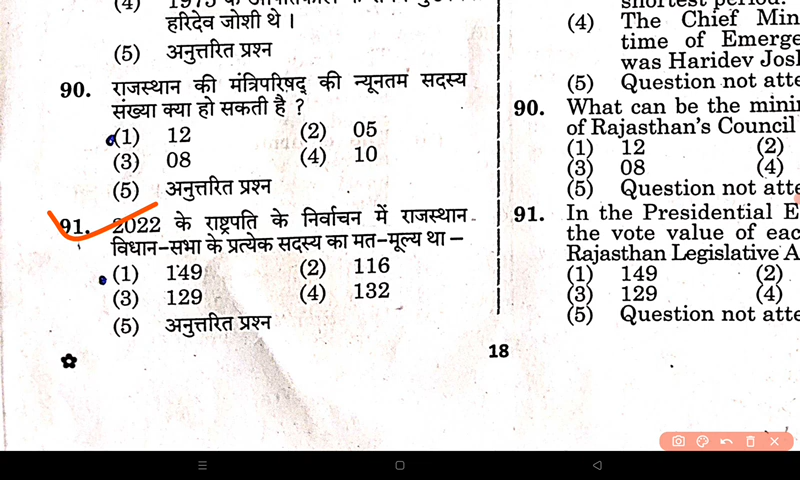 हरिदेव जोशी थे ।
(5) अनुत्तरित प्रश्न
90. राजस्थान की मंत्रिपरिषद् की न्यूनतम सदस्य
संख्या क्या हो सकती है ?
(1) 12 (2) 05
(3) 08 (4) 10
(5) अनुत्तरित प्रश्न
91. 2022 के राष्ट्रपति के निर्वाचन में राजस्थान
विधान-सभा के प्रत्येक सदस्य का मत-मूल्य था –
(1) 149 (2) 116
(3) 129 (4) 132
(5) अनुत्तरित प्रश्न
18
shortest period.
(4) The Chief Min
time of Emerge
was Haridev Josh
(5) Question not atte
90. What can be the mini
of Rajasthan's Council
(1) 12 (2)
(3) 08 (4)
(5) Question not atte
91. In the Presidential E
the vote value of eac
Rajasthan Legislative A
(1) 149 (2)
(3) 129 (4)
(5) Question not atte